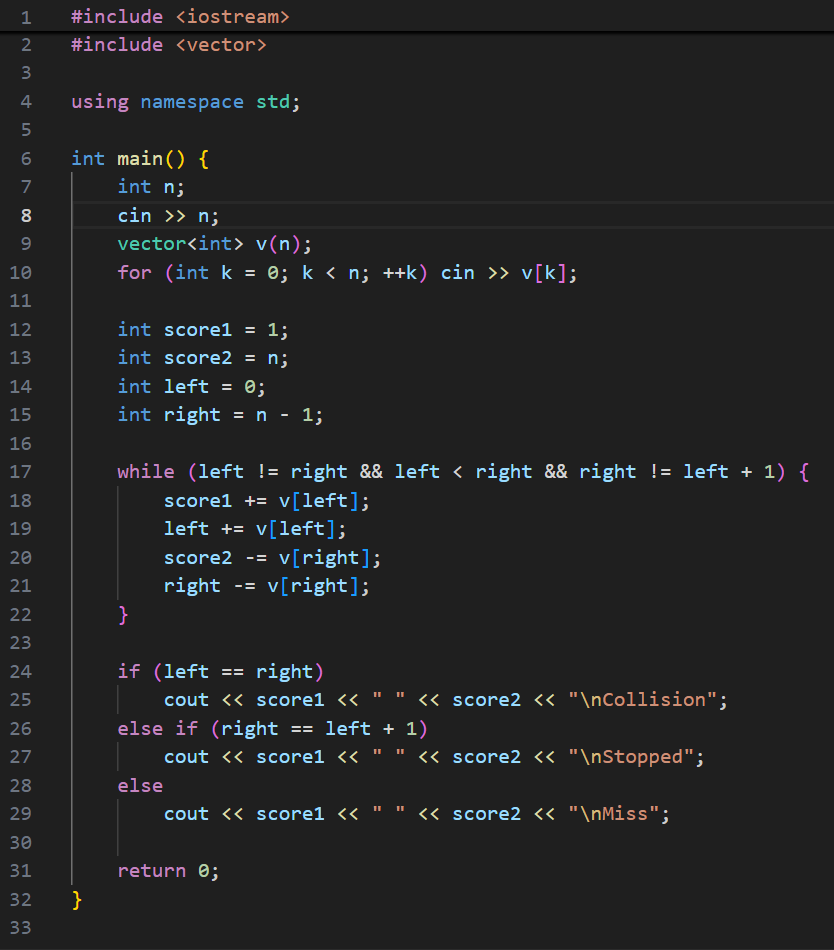 1 #include <iostream>
2 #include <vector>
3
4 using namespace std;
5
6 int main() {
7     int n;
8     cin >> n;
9     vector<int> v(n);
10     for (int k = 0; k < n; ++k) cin >> v[k];
11
12     int score1 = 1;
13     int score2 = n;
14     int left = 0;
15     int right = n - 1;
16
17     while (left != right && left < right && right != left + 1) {
18         score1 += v[left];
19         left += v[left];
20         score2 -= v[right];
21         right -= v[right];
22     }
23
24     if (left == right)
25         cout << score1 << " " << score2 << "\nCollision";
26     else if (right == left + 1)
27         cout << score1 << " " << score2 << "\nStopped";
28     else
29         cout << score1 << " " << score2 << "\nMiss";
30
31     return 0;
32 }
33